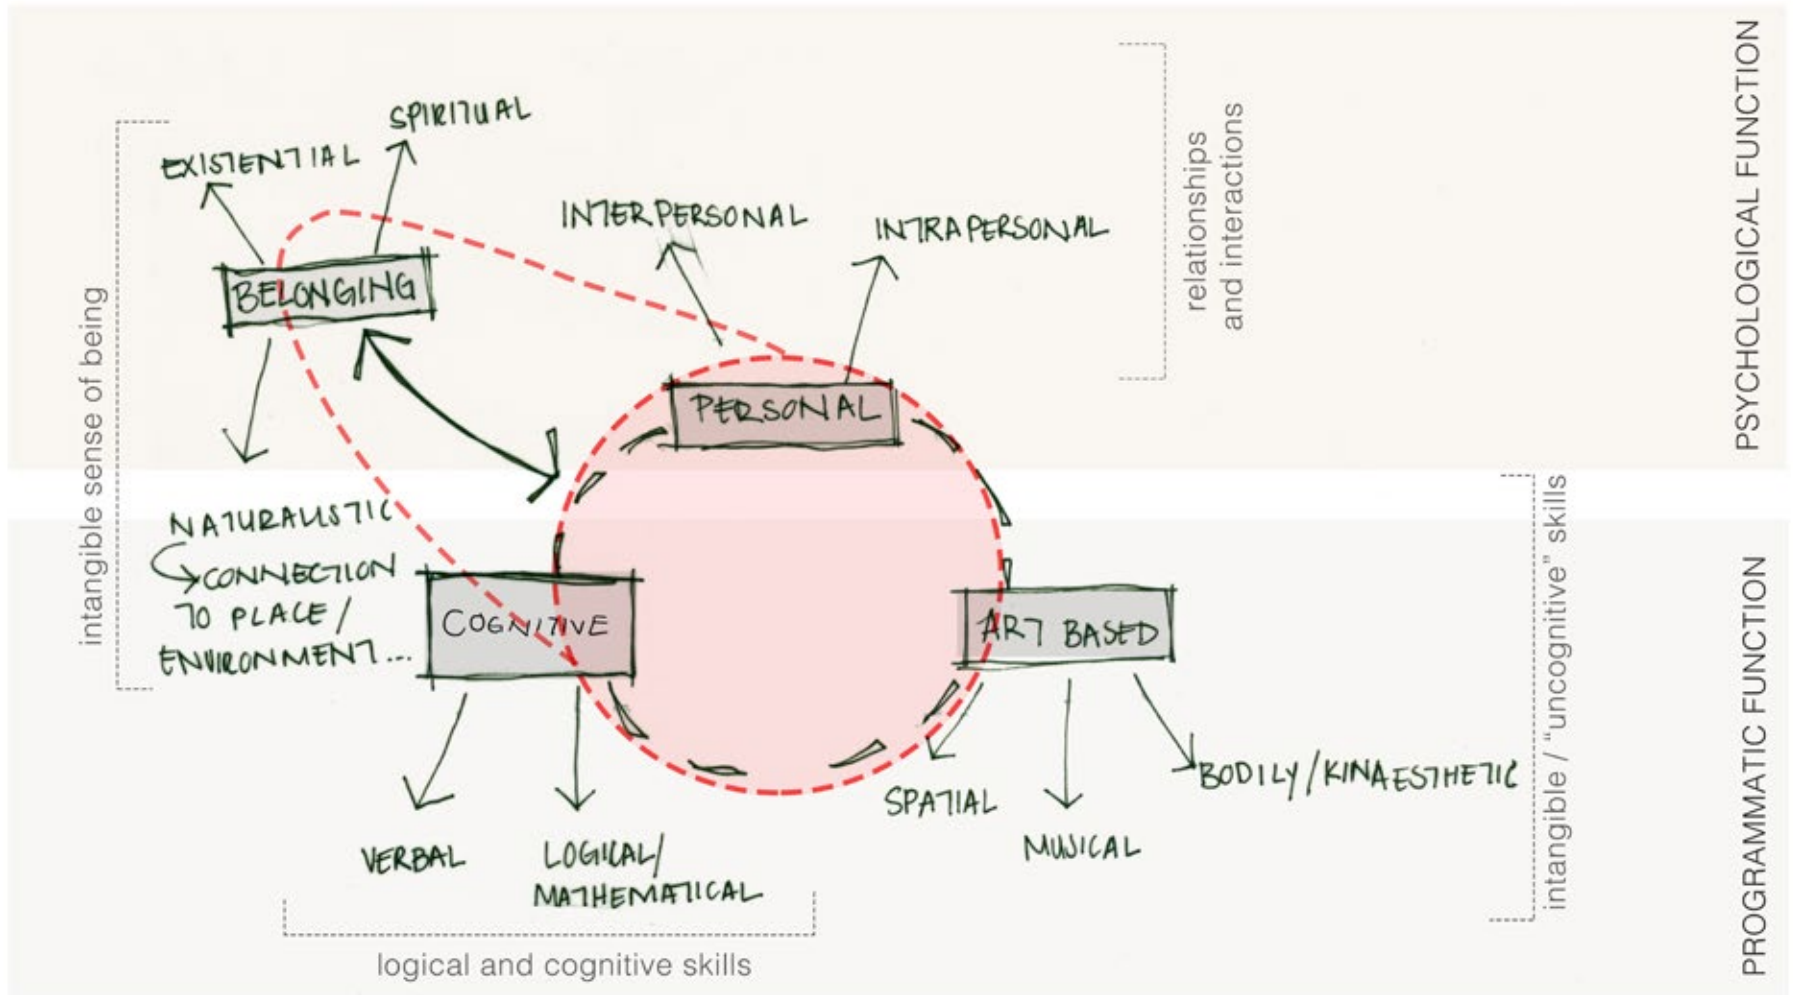 SPIRITUAL
EXISTENTIAL
BELONGING
NATURALISTIC
CONNECTION
TO PLACE /
ENVIRONMENT...
intangible sense of being
INTERPERSONAL
INTRAPERSONAL
PERSONAL
relationships
and interactions
PSYCHOLOGICAL FUNCTION
COGNITIVE
VERBAL
LOGICAL/
MATHEMATICAL
logical and cognitive skills
ART BASED
SPATIAL
MUSICAL
BODILY/KINAESTHETIC
intangible / "uncognitive" skills
PROGRAMMATIC FUNCTION